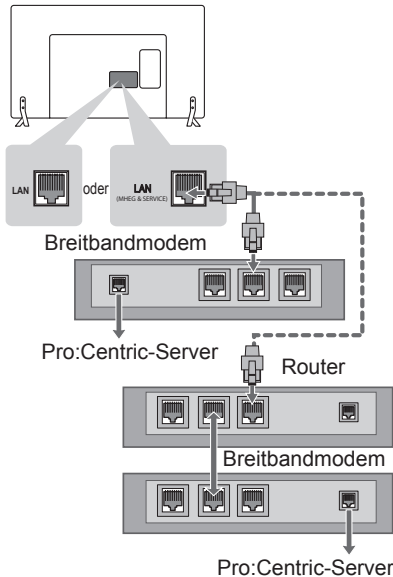 LAN
oder
LAN
(MHEG & SERVICE)
Breitbandmodem
Pro:Centric-Server
Router
Breitbandmodem
Pro:Centric-Server